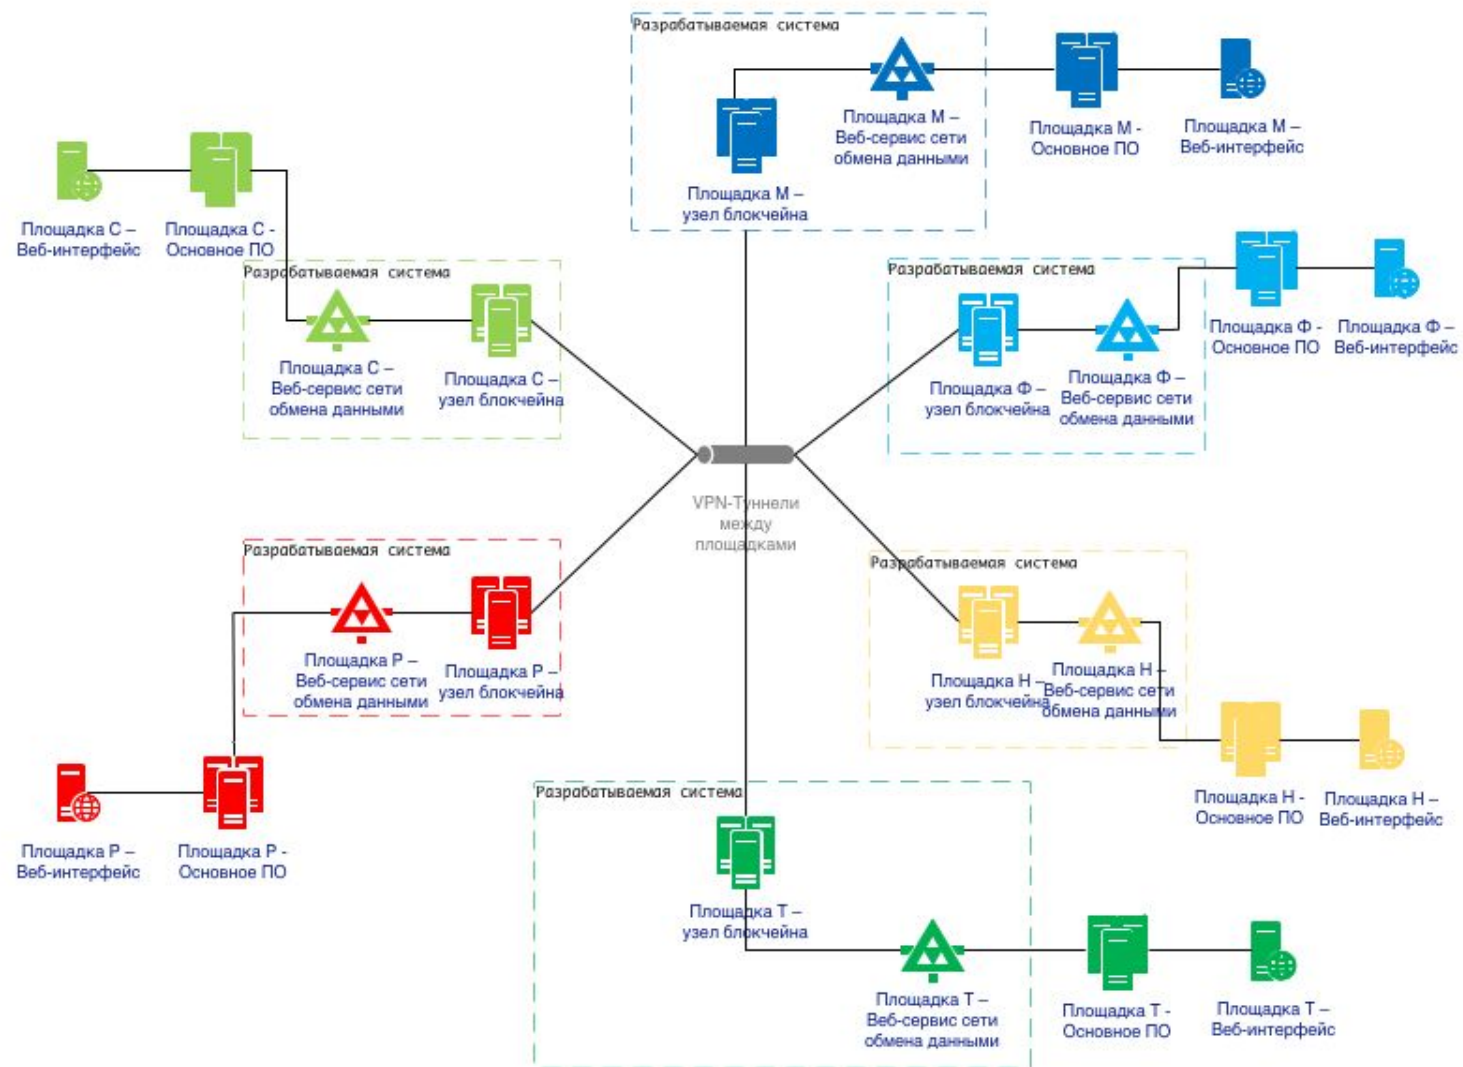 Разрабатываемая система
Площадка М –
Веб-сервис сети
обмена данными
Площадка М -
Основное ПО
Площадка М –
Веб-интерфейс
Площадка М –
узел блокчейна
Площадка С –
Веб-интерфейс
Площадка С -
Основное ПО
Разрабатываемая система
Площадка С –
Веб-сервис сети
обмена данными
Площадка С –
узел блокчейна
Разрабатываемая система
Площадка Ф –
узел блокчейна
Площадка Ф –
Веб-сервис сети
обмена данными
Площадка Ф -
Основное ПО
Площадка Ф –
Веб-интерфейс
VPN-Туннели
между
площадками
Разрабатываемая система
Площадка Р –
Веб-сервис сети
обмена данными
Площадка Р –
узел блокчейна
Площадка Р –
Веб-интерфейс
Площадка Р -
Основное ПО
Разрабатываемая система
Площадка Н –
узел блокчейна
Площадка Н –
Веб-сервис сети
обмена данными
Площадка Н -
Основное ПО
Площадка Н –
Веб-интерфейс
Разрабатываемая система
Площадка Т –
узел блокчейна
Площадка Т –
Веб-сервис сети
обмена данными
Площадка Т -
Основное ПО
Площадка Т –
Веб-интерфейс